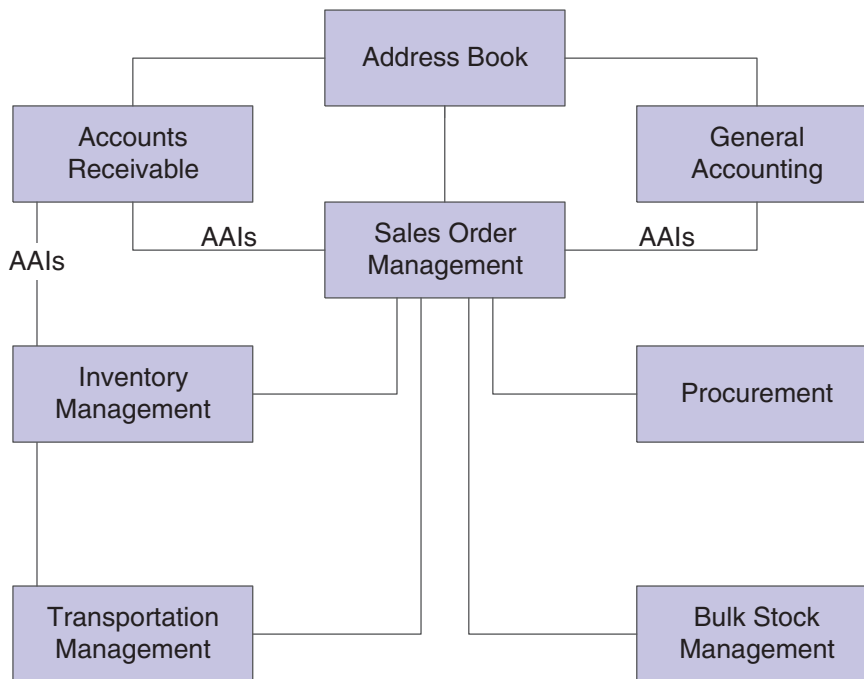 Address Book
Accounts
Receivable
General
Accounting
AAIs
Sales Order
Management
AAIs
AAIs
Inventory
Management
Procurement
Transportation
Management
Bulk Stock
Management